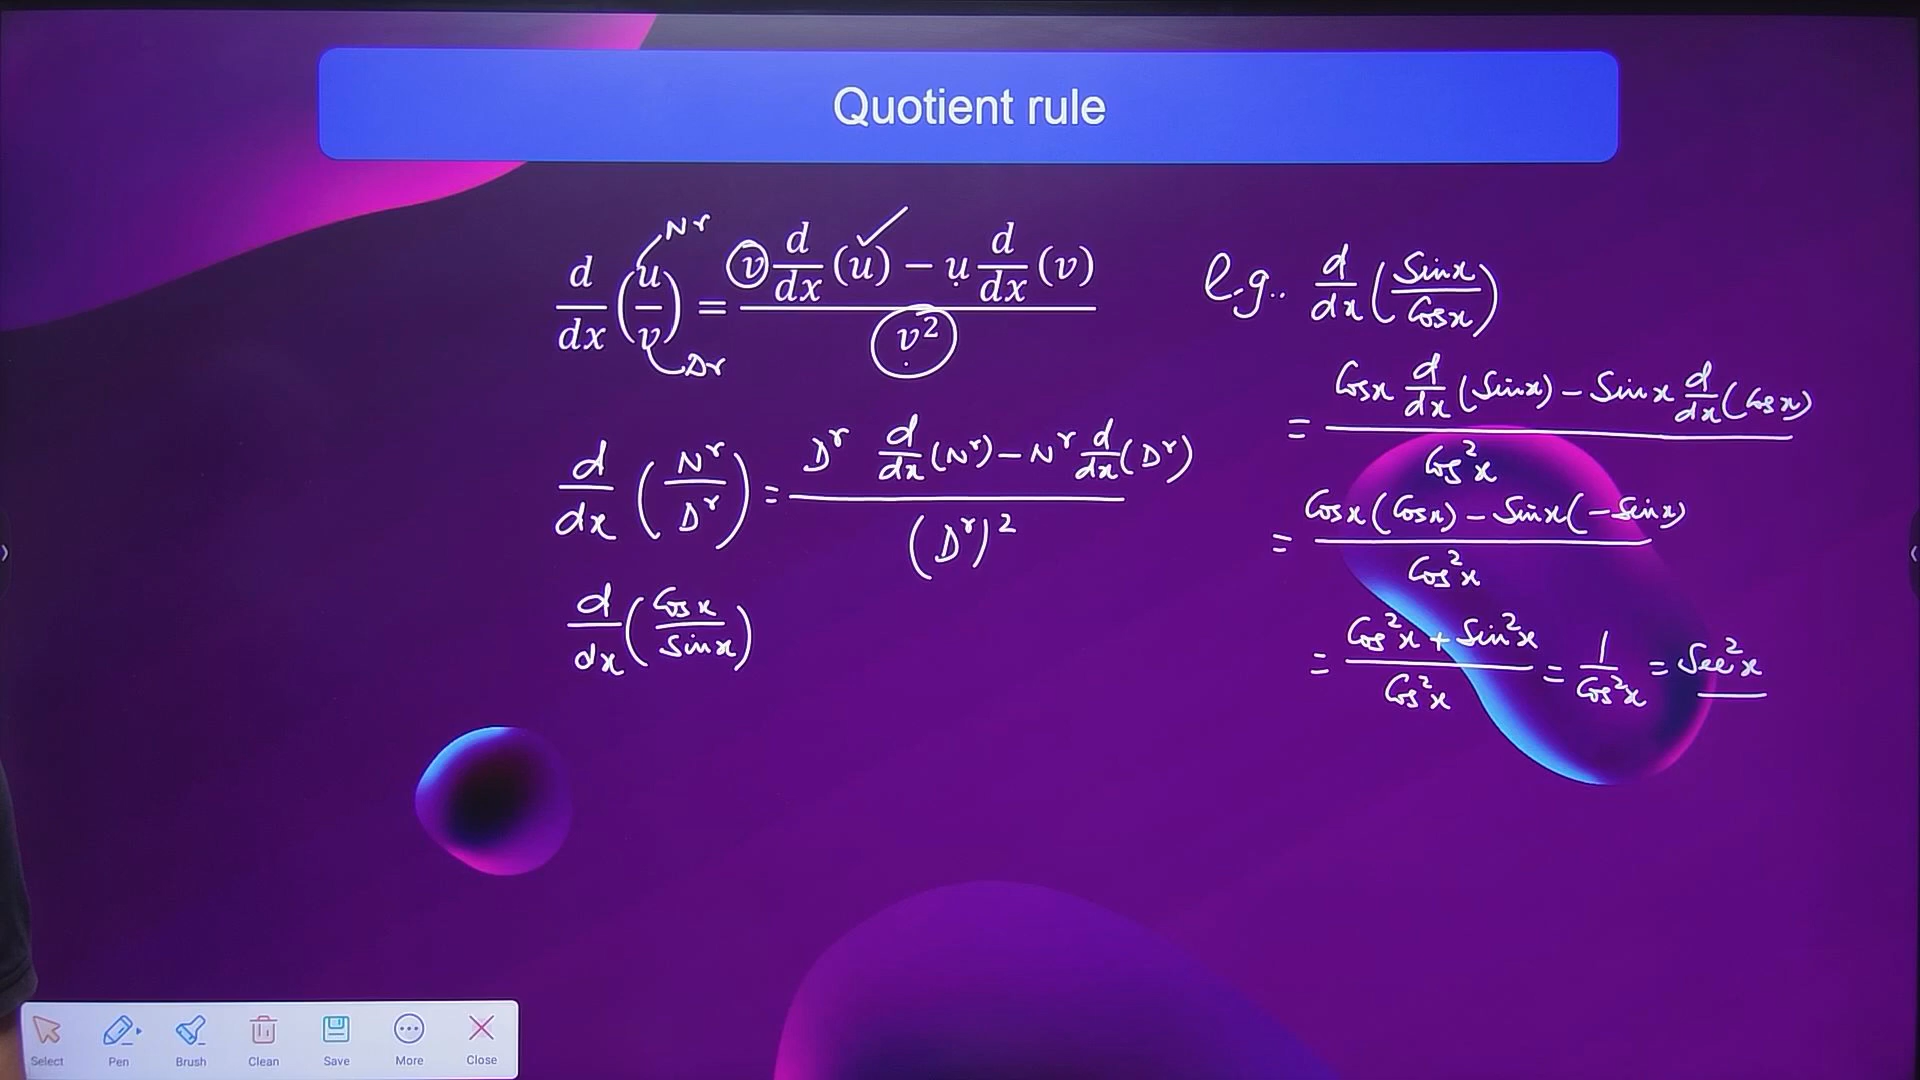 Quotient rule
d/dx (u/v) = (v d/dx (u) − u d/dx (v)) / v²
Nr
Dr
d/dx (Nʳ/Dʳ) = (Dʳ d/dx (Nʳ) − Nʳ d/dx (Dʳ)) / (Dʳ)²
d/dx (Cosx/Sinx)
e.g.. d/dx (Sinx/Cosx)
= (Cosx d/dx (Sinx) − Sinx d/dx (Cosx)) / Cos²x
= (Cosx (Cosx) − Sinx (−Sinx)) / Cos²x
= (Cos²x + Sin²x) / Cos²x = 1/Cos²x = Sec²x
Select Pen Brush Clean Save More Close